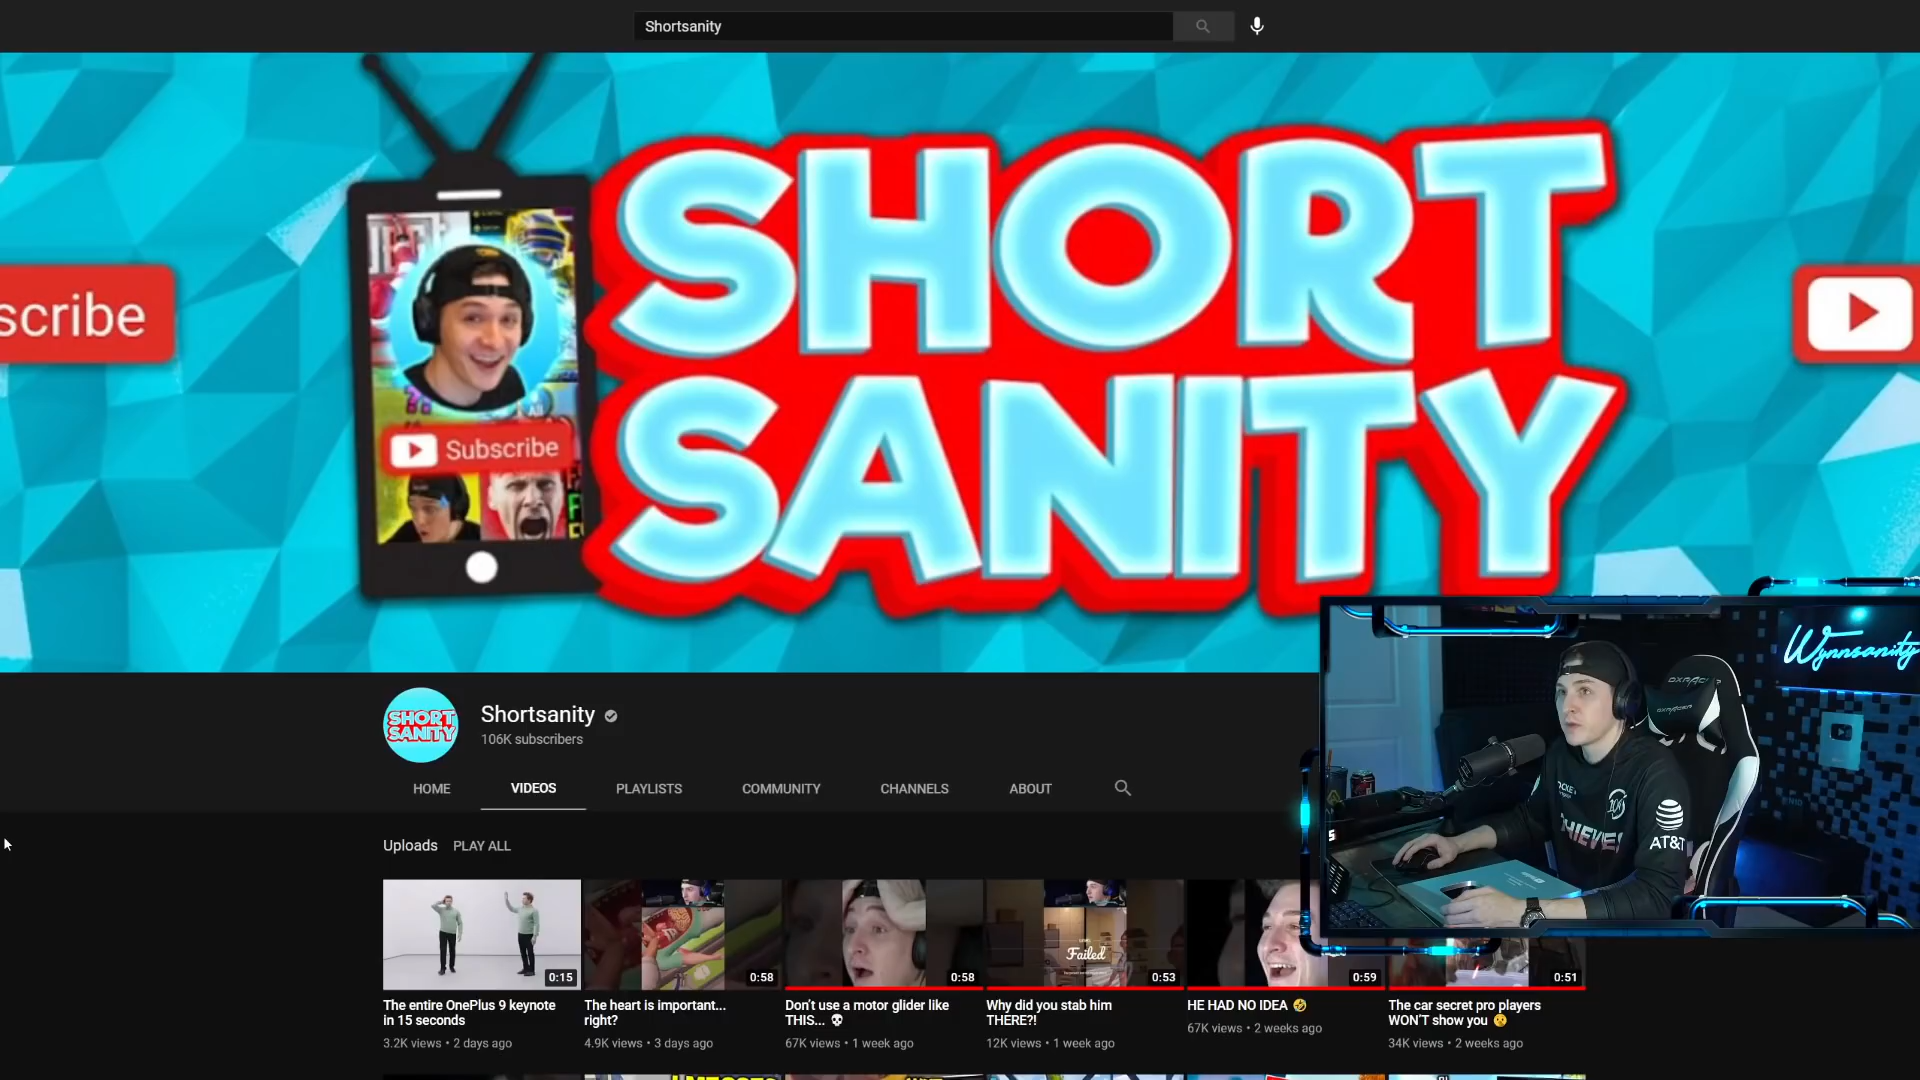 Shortsanity
SHORT
SANITY
scribe
Subscribe
Wynnsanity
SHORT
SANITY
Shortsanity
106K subscribers
HOME
VIDEOS
PLAYLISTS
COMMUNITY
CHANNELS
ABOUT
AT&T
Uploads
PLAY ALL
Failed
0:15
0:58
0:58
0:53
0:59
0:51
The entire OnePlus 9 keynote
in 15 seconds
3.2K views • 2 days ago
The heart is important...
right?
4.9K views • 3 days ago
Don't use a motor glider like
THIS... 💀
67K views • 1 week ago
Why did you stab him
THERE?!
12K views • 1 week ago
HE HAD NO IDEA 🤣
67K views • 2 weeks ago
The car secret pro players
WON'T show you 🤫
34K views • 2 weeks ago